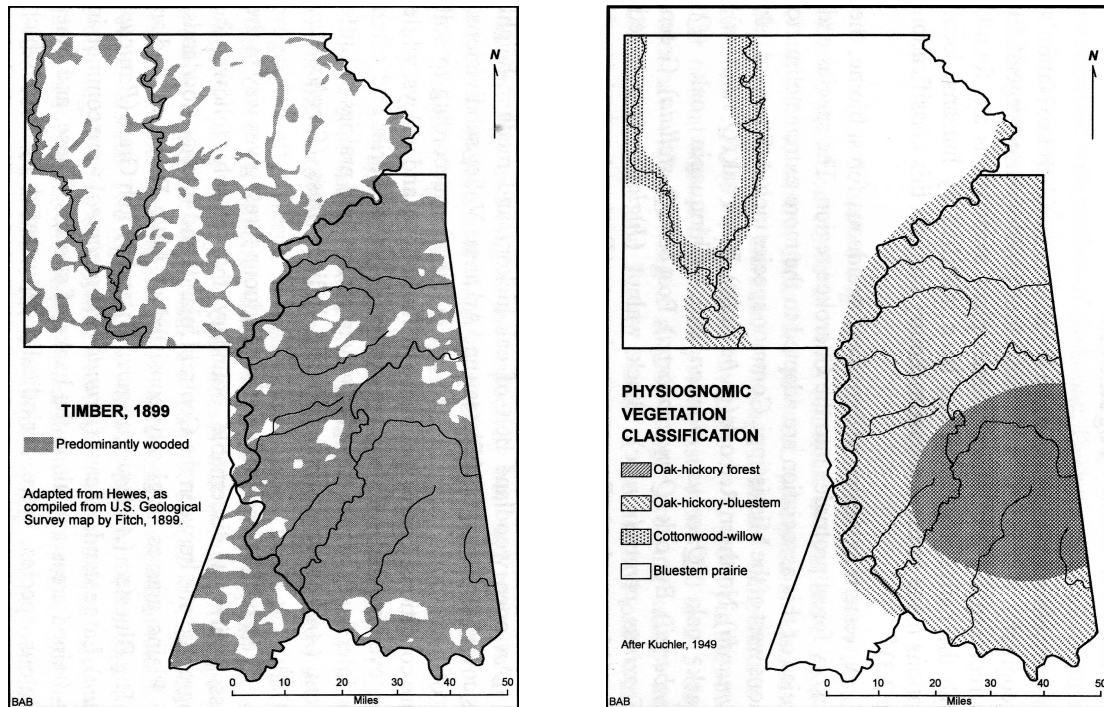 N
TIMBER, 1899
Predominantly wooded
Adapted from Hewes, as
compiled from U.S. Geological
Survey map by Fitch, 1899.
0 10 20 30 40 50
Miles
BAB
N
PHYSIOGNOMIC
VEGETATION
CLASSIFICATION
Oak-hickory forest
Oak-hickory-bluestem
Cottonwood-willow
Bluestem prairie
After Kuchler, 1949
0 10 20 30 40 50
Miles
BAB